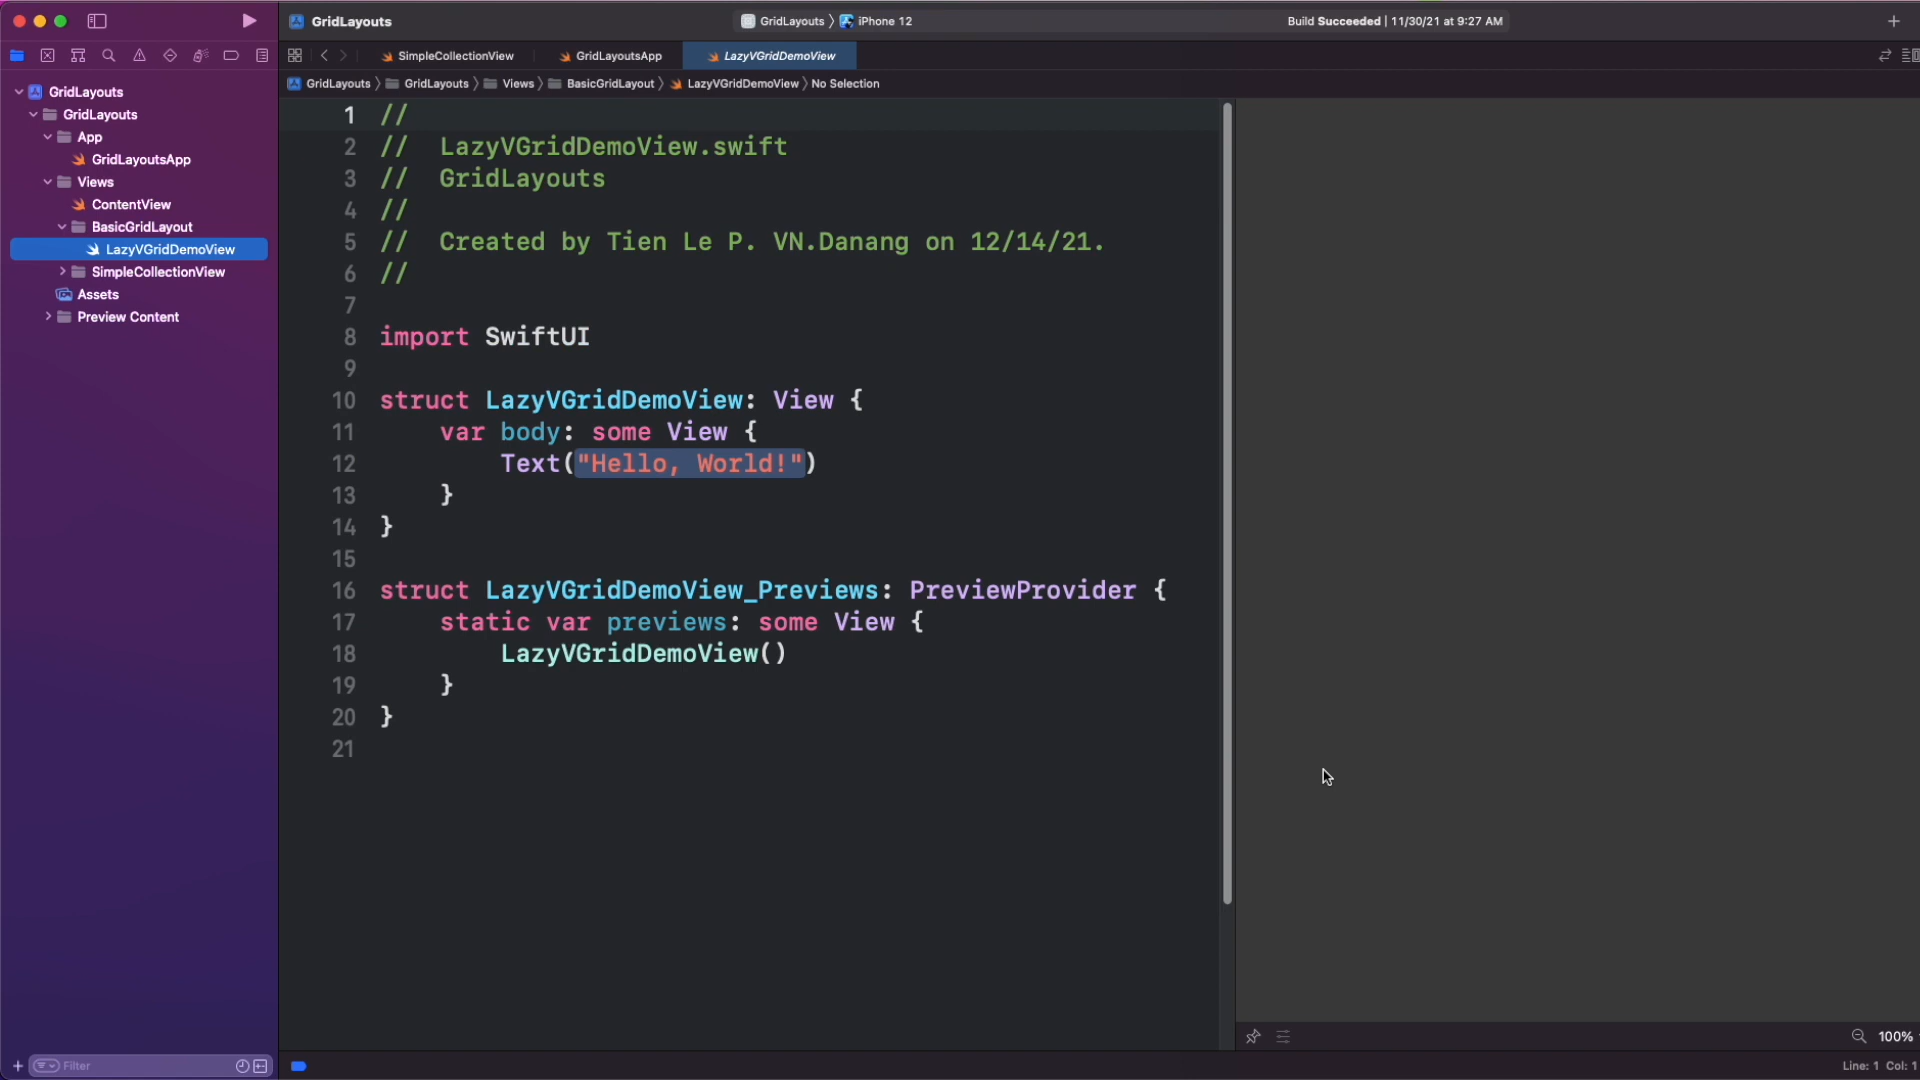 GridLayouts
GridLayouts 〉 iPhone 12
Build Succeeded | 11/30/21 at 9:27 AM
SimpleCollectionView
GridLayoutsApp
LazyVGridDemoView
GridLayouts 〉 GridLayouts 〉 Views 〉 BasicGridLayout 〉 LazyVGridDemoView 〉 No Selection
GridLayouts
GridLayouts
App
GridLayoutsApp
Views
ContentView
BasicGridLayout
LazyVGridDemoView
SimpleCollectionView
Assets
Preview Content
1 //
2 // LazyVGridDemoView.swift
3 // GridLayouts
4 //
5 // Created by Tien Le P. VN.Danang on 12/14/21.
6 //
7
8 import SwiftUI
9
10 struct LazyVGridDemoView: View {
11 var body: some View {
12 Text("Hello, World!")
13 }
14 }
15
16 struct LazyVGridDemoView_Previews: PreviewProvider {
17 static var previews: some View {
18 LazyVGridDemoView()
19 }
20 }
21
100%
Filter
Line: 1 Col: 1